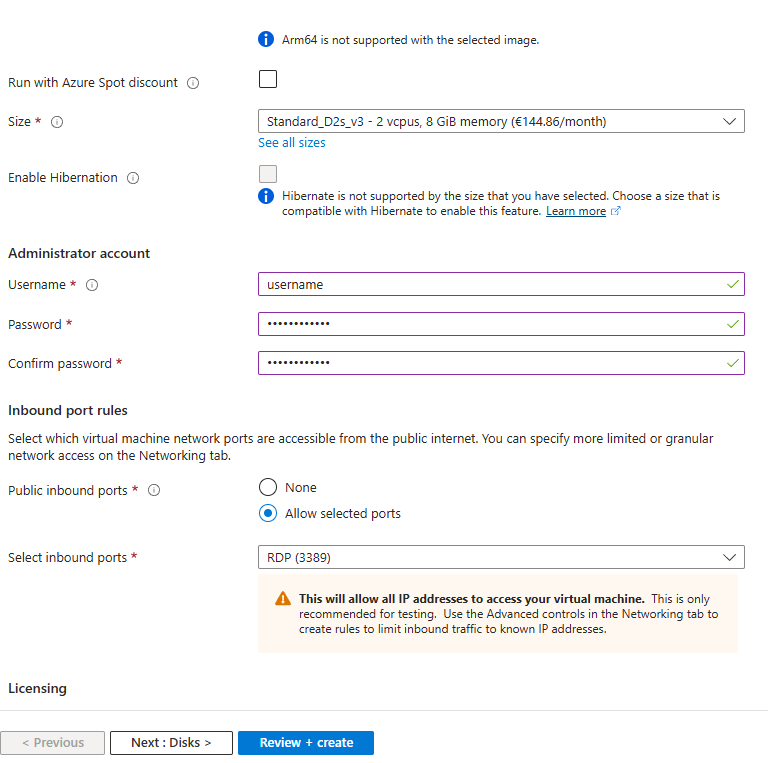 Arm64 is not supported with the selected image.
Run with Azure Spot discount
Size *
Standard_D2s_v3 - 2 vcpus, 8 GiB memory (€144.86/month)
See all sizes
Enable Hibernation
Hibernate is not supported by the size that you have selected. Choose a size that is
compatible with Hibernate to enable this feature. Learn more
Administrator account
Username *
username
Password *
••••••••••••
Confirm password *
••••••••••••
Inbound port rules
Select which virtual machine network ports are accessible from the public internet. You can specify more limited or granular
network access on the Networking tab.
Public inbound ports *
None
Allow selected ports
Select inbound ports *
RDP (3389)
This will allow all IP addresses to access your virtual machine. This is only
recommended for testing. Use the Advanced controls in the Networking tab to
create rules to limit inbound traffic to known IP addresses.
Licensing
< Previous
Next : Disks >
Review + create